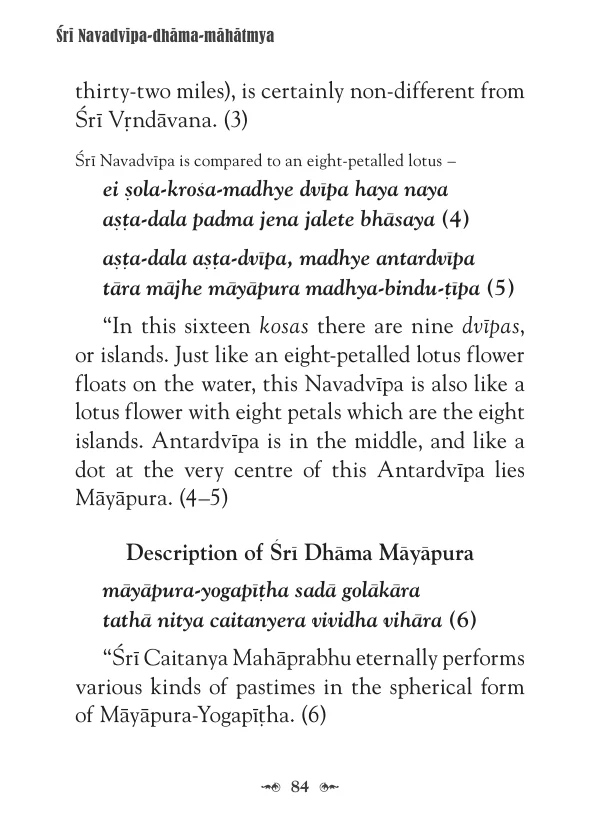 Śrī Navadvīpa-dhāma-māhātmya
thirty-two miles), is certainly non-different from
Śrī Vṛndāvana. (3)
Śrī Navadvīpa is compared to an eight-petalled lotus –
ei ṣola-krośa-madhye dvīpa haya naya
aṣṭa-dala padma jena jalete bhāsaya (4)
aṣṭa-dala aṣṭa-dvīpa, madhye antardvīpa
tāra mājhe māyāpura madhya-bindu-ṭīpa (5)
“In this sixteen kosas there are nine dvīpas,
or islands. Just like an eight-petalled lotus flower
floats on the water, this Navadvīpa is also like a
lotus flower with eight petals which are the eight
islands. Antardvīpa is in the middle, and like a
dot at the very centre of this Antardvīpa lies
Māyāpura. (4–5)
Description of Śrī Dhāma Māyāpura
māyāpura-yogapīṭha sadā golākāra
tathā nitya caitanyera vividha vihāra (6)
“Śrī Caitanya Mahāprabhu eternally performs
various kinds of pastimes in the spherical form
of Māyāpura-Yogapīṭha. (6)
84